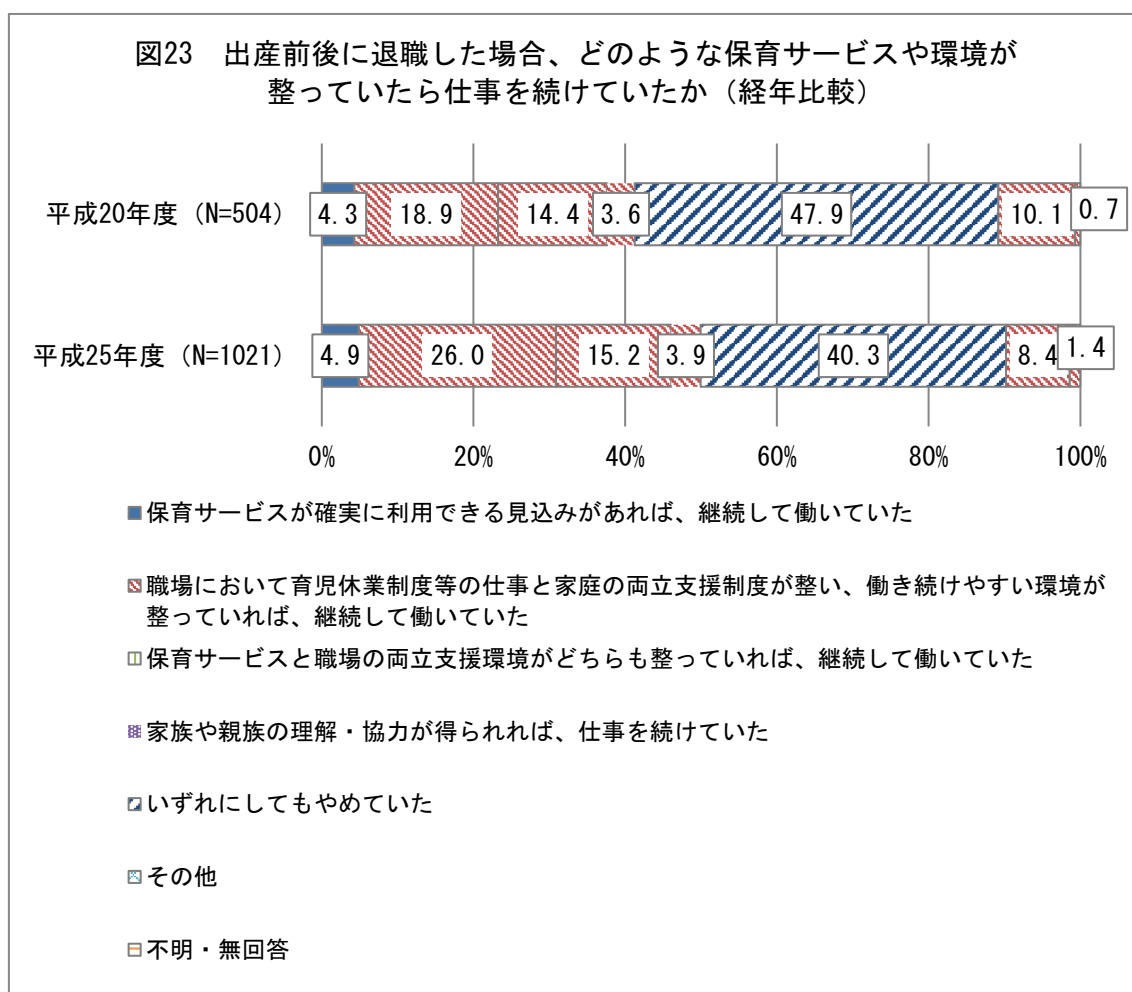 図23　出産前後に退職した場合、どのような保育サービスや環境が
整っていたら仕事を続けていたか（経年比較）
平成20年度（N=504）
4.3
18.9
14.4
3.6
47.9
10.1
0.7
平成25年度（N=1021）
4.9
26.0
15.2
3.9
40.3
8.4
1.4
0%
20%
40%
60%
80%
100%
保育サービスが確実に利用できる見込みがあれば、継続して働いていた
職場において育児休業制度等の仕事と家庭の両立支援制度が整い、働き続けやすい環境が
整っていれば、継続して働いていた
保育サービスと職場の両立支援環境がどちらも整っていれば、継続して働いていた
家族や親族の理解・協力が得られれば、仕事を続けていた
いずれにしてもやめていた
その他
不明・無回答